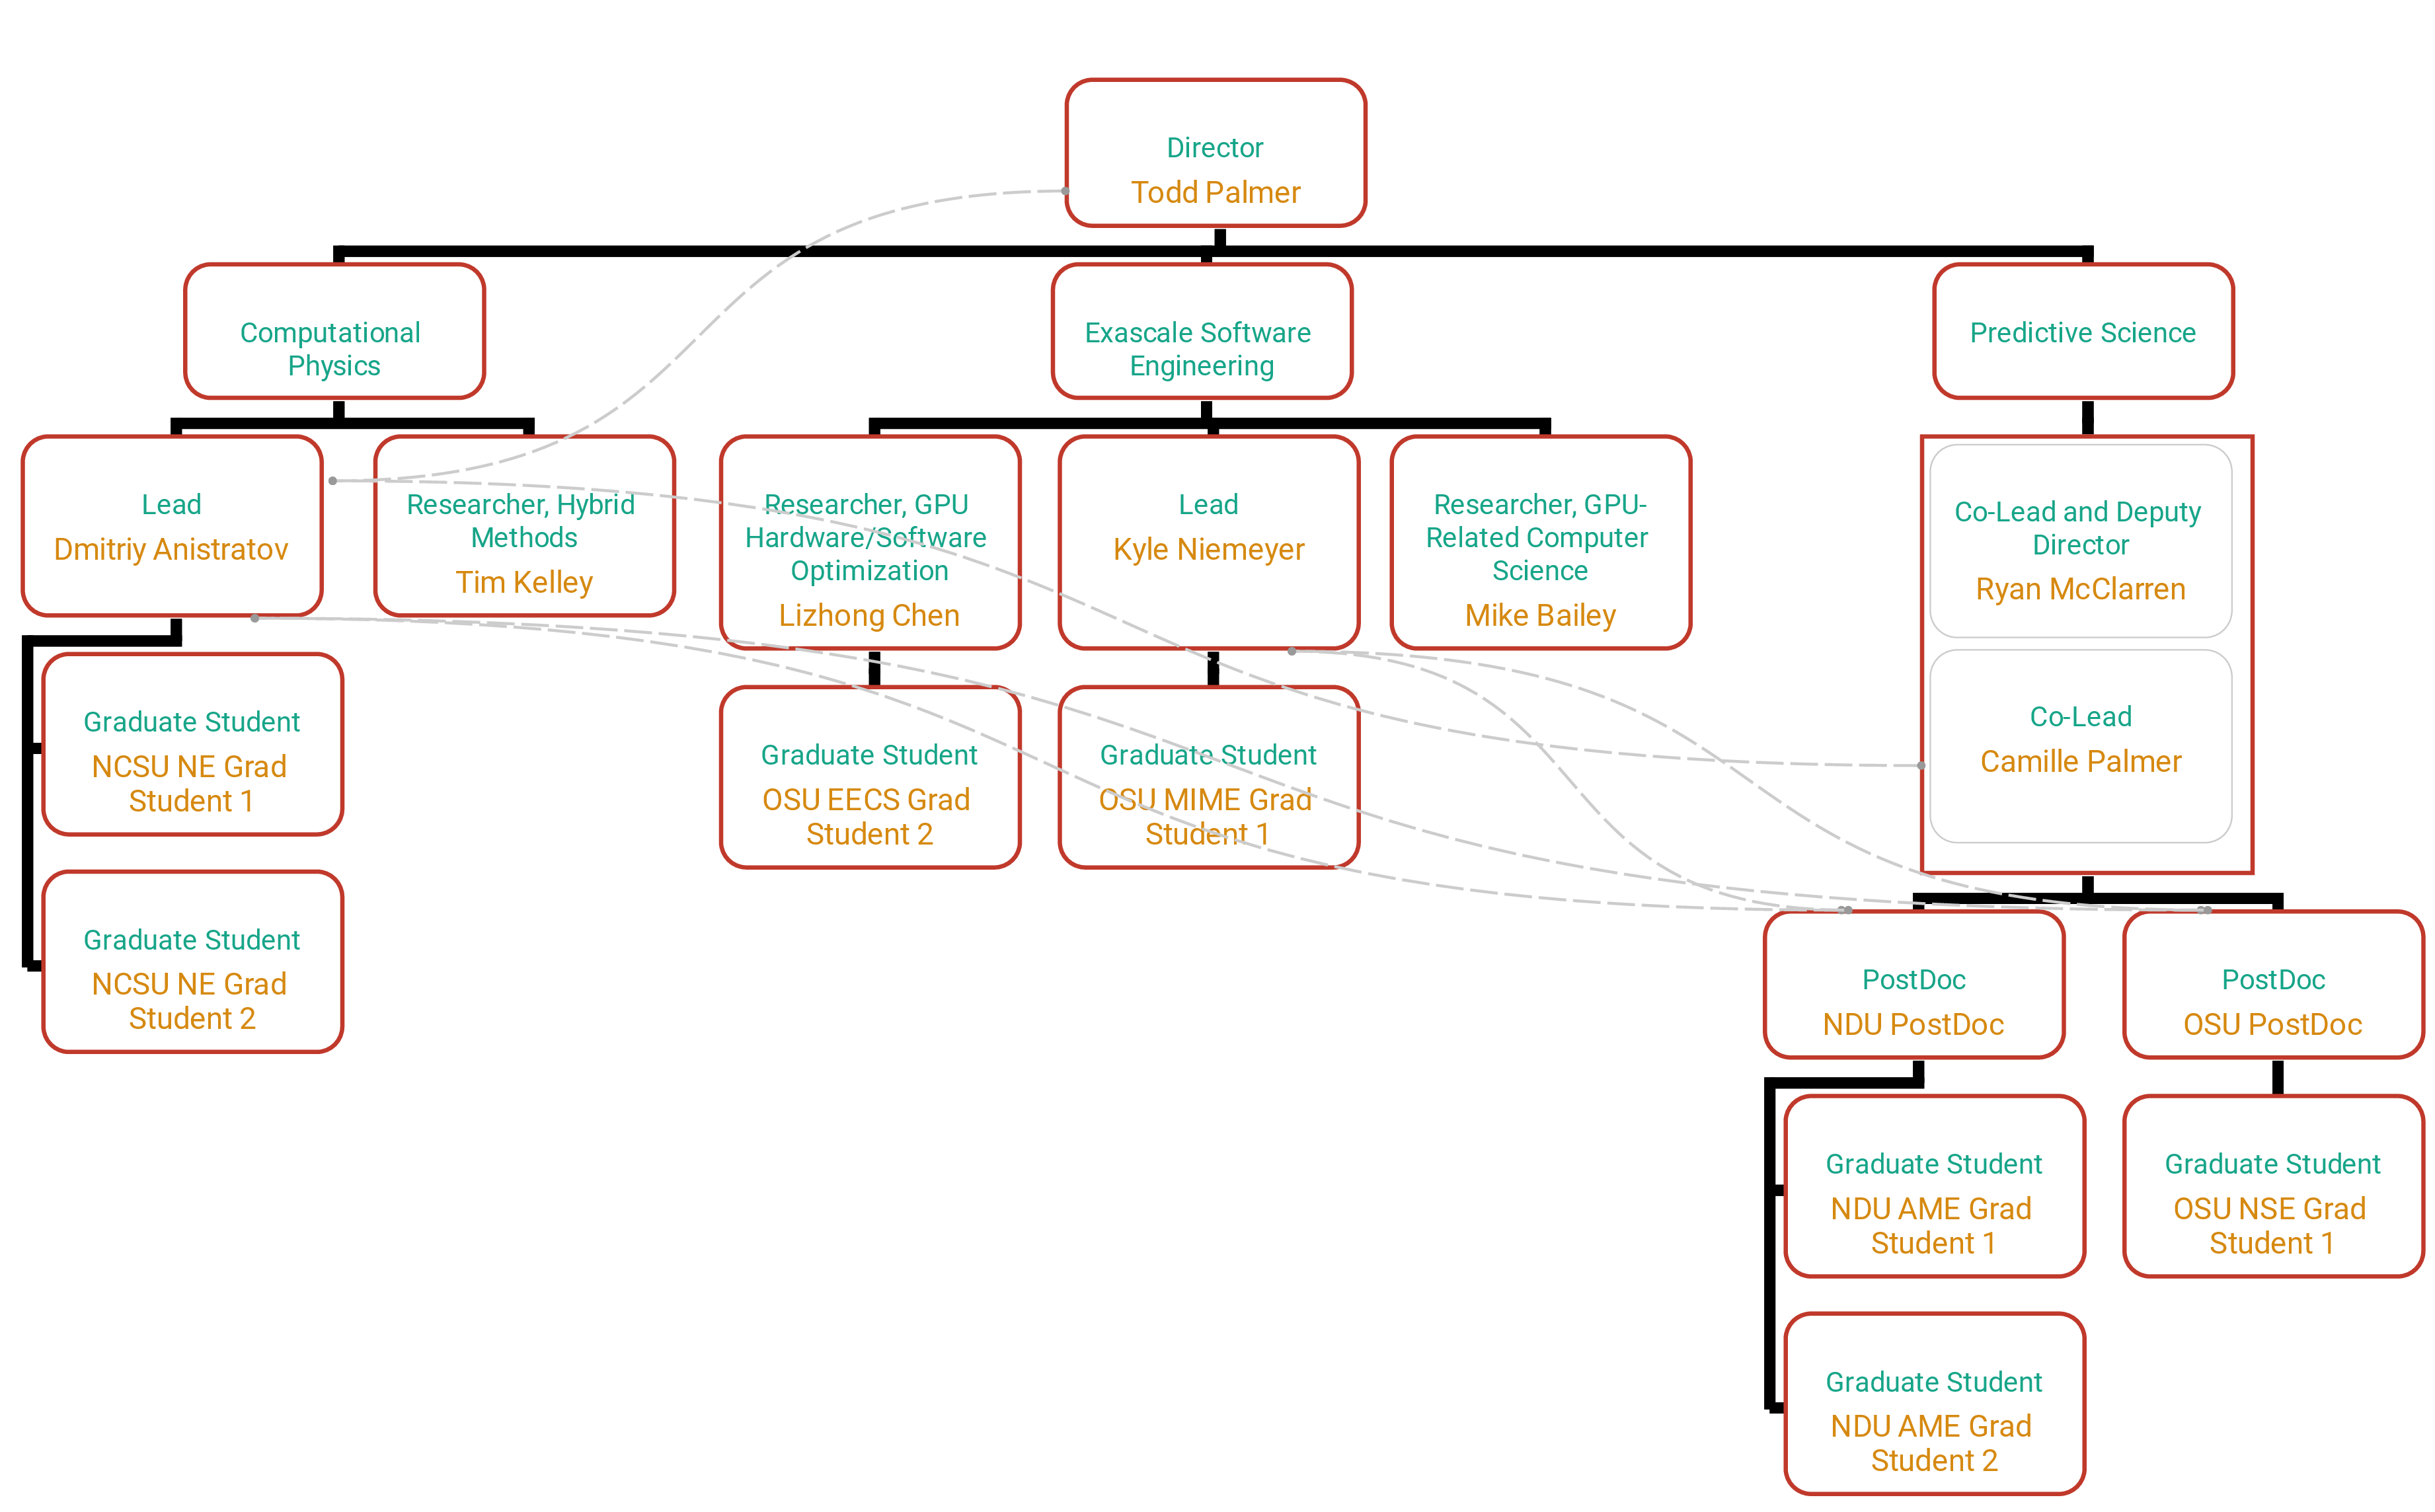 Director
Todd Palmer
Computational
Physics
Exascale Software
Engineering
Predictive Science
Lead
Dmitriy Anistratov
Researcher, Hybrid
Methods
Tim Kelley
Researcher, GPU
Hardware/Software
Optimization
Lizhong Chen
Lead
Kyle Niemeyer
Researcher, GPU-
Related Computer
Science
Mike Bailey
Co-Lead and Deputy
Director
Ryan McClarren
Co-Lead
Camille Palmer
Graduate Student
NCSU NE Grad
Student 1
Graduate Student
NCSU NE Grad
Student 2
Graduate Student
OSU EECS Grad
Student 2
Graduate Student
OSU MIME Grad
Student 1
PostDoc
NDU PostDoc
PostDoc
OSU PostDoc
Graduate Student
NDU AME Grad
Student 1
Graduate Student
OSU NSE Grad
Student 1
Graduate Student
NDU AME Grad
Student 2